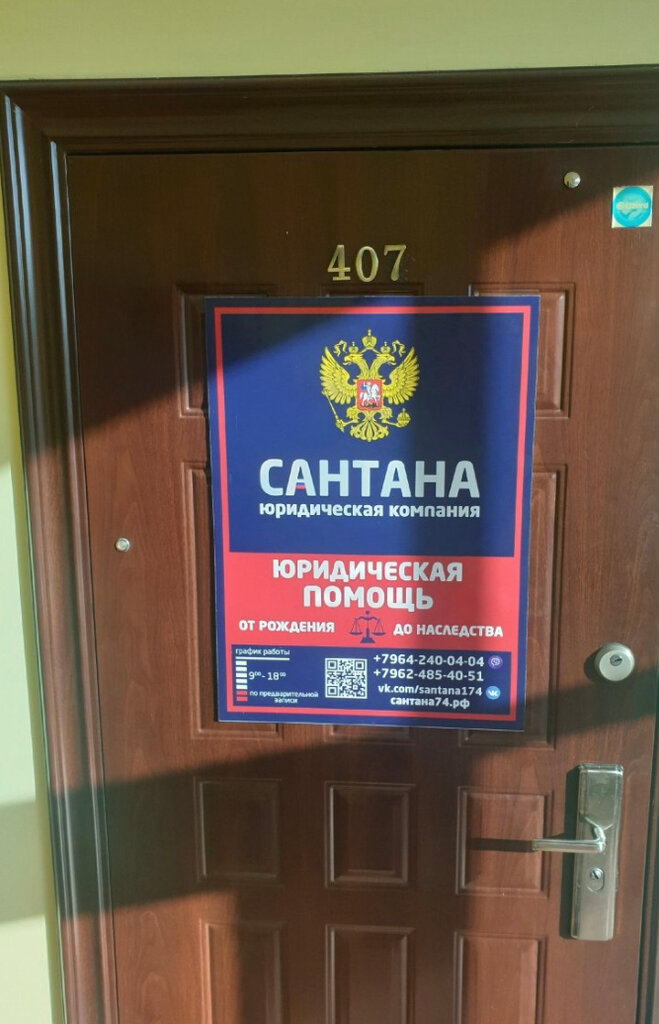 407
САНТАНА
юридическая компания
ЮРИДИЧЕСКАЯ
ПОМОЩЬ
ОТ РОЖДЕНИЯ ДО НАСЛЕДСТВА
график работы
9⁰⁰-18⁰⁰
по предварительной
записи
+7964-240-04-04
+7962-485-40-51
vk.com/santana174
сантана74.рф